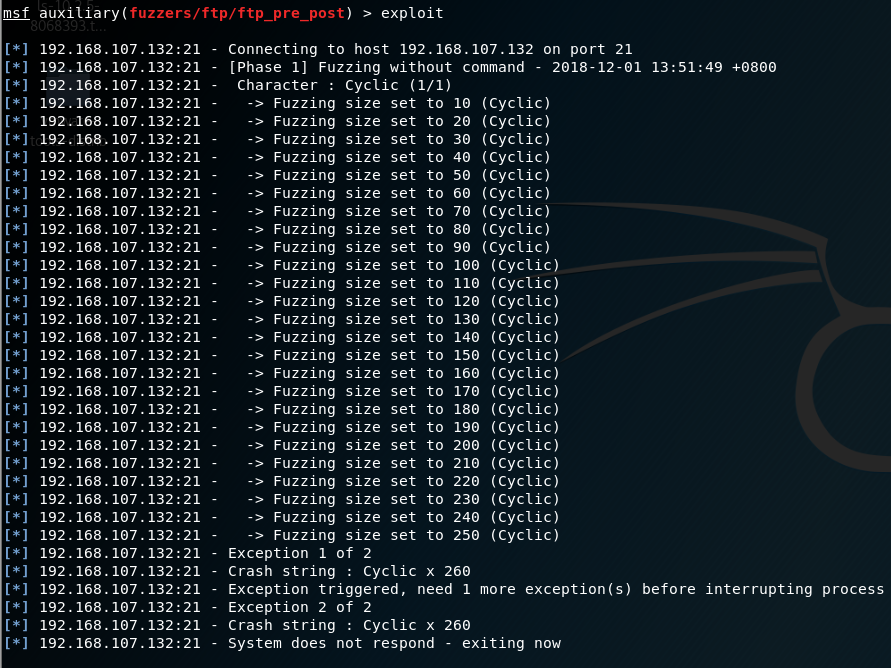 ls-10.2.5-
8068393.t...
msf auxiliary(fuzzers/ftp/ftp_pre_post) > exploit
[*] 192.168.107.132:21 - Connecting to host 192.168.107.132 on port 21
[*] 192.168.107.132:21 - [Phase 1] Fuzzing without command - 2018-12-01 13:51:49 +0800
[*] 192.168.107.132:21 - Character : Cyclic (1/1)
[*] 192.168.107.132:21 - -> Fuzzing size set to 10 (Cyclic)
[*] 192.168.107.132:21 - -> Fuzzing size set to 20 (Cyclic)
[*] 192.168.107.132:21 - -> Fuzzing size set to 30 (Cyclic)
[*] 192.168.107.132:21 - -> Fuzzing size set to 40 (Cyclic)
[*] 192.168.107.132:21 - -> Fuzzing size set to 50 (Cyclic)
[*] 192.168.107.132:21 - -> Fuzzing size set to 60 (Cyclic)
[*] 192.168.107.132:21 - -> Fuzzing size set to 70 (Cyclic)
[*] 192.168.107.132:21 - -> Fuzzing size set to 80 (Cyclic)
[*] 192.168.107.132:21 - -> Fuzzing size set to 90 (Cyclic)
[*] 192.168.107.132:21 - -> Fuzzing size set to 100 (Cyclic)
[*] 192.168.107.132:21 - -> Fuzzing size set to 110 (Cyclic)
[*] 192.168.107.132:21 - -> Fuzzing size set to 120 (Cyclic)
[*] 192.168.107.132:21 - -> Fuzzing size set to 130 (Cyclic)
[*] 192.168.107.132:21 - -> Fuzzing size set to 140 (Cyclic)
[*] 192.168.107.132:21 - -> Fuzzing size set to 150 (Cyclic)
[*] 192.168.107.132:21 - -> Fuzzing size set to 160 (Cyclic)
[*] 192.168.107.132:21 - -> Fuzzing size set to 170 (Cyclic)
[*] 192.168.107.132:21 - -> Fuzzing size set to 180 (Cyclic)
[*] 192.168.107.132:21 - -> Fuzzing size set to 190 (Cyclic)
[*] 192.168.107.132:21 - -> Fuzzing size set to 200 (Cyclic)
[*] 192.168.107.132:21 - -> Fuzzing size set to 210 (Cyclic)
[*] 192.168.107.132:21 - -> Fuzzing size set to 220 (Cyclic)
[*] 192.168.107.132:21 - -> Fuzzing size set to 230 (Cyclic)
[*] 192.168.107.132:21 - -> Fuzzing size set to 240 (Cyclic)
[*] 192.168.107.132:21 - -> Fuzzing size set to 250 (Cyclic)
[*] 192.168.107.132:21 - Exception 1 of 2
[*] 192.168.107.132:21 - Crash string : Cyclic x 260
[*] 192.168.107.132:21 - Exception triggered, need 1 more exception(s) before interrupting process
[*] 192.168.107.132:21 - Exception 2 of 2
[*] 192.168.107.132:21 - Crash string : Cyclic x 260
[*] 192.168.107.132:21 - System does not respond - exiting now